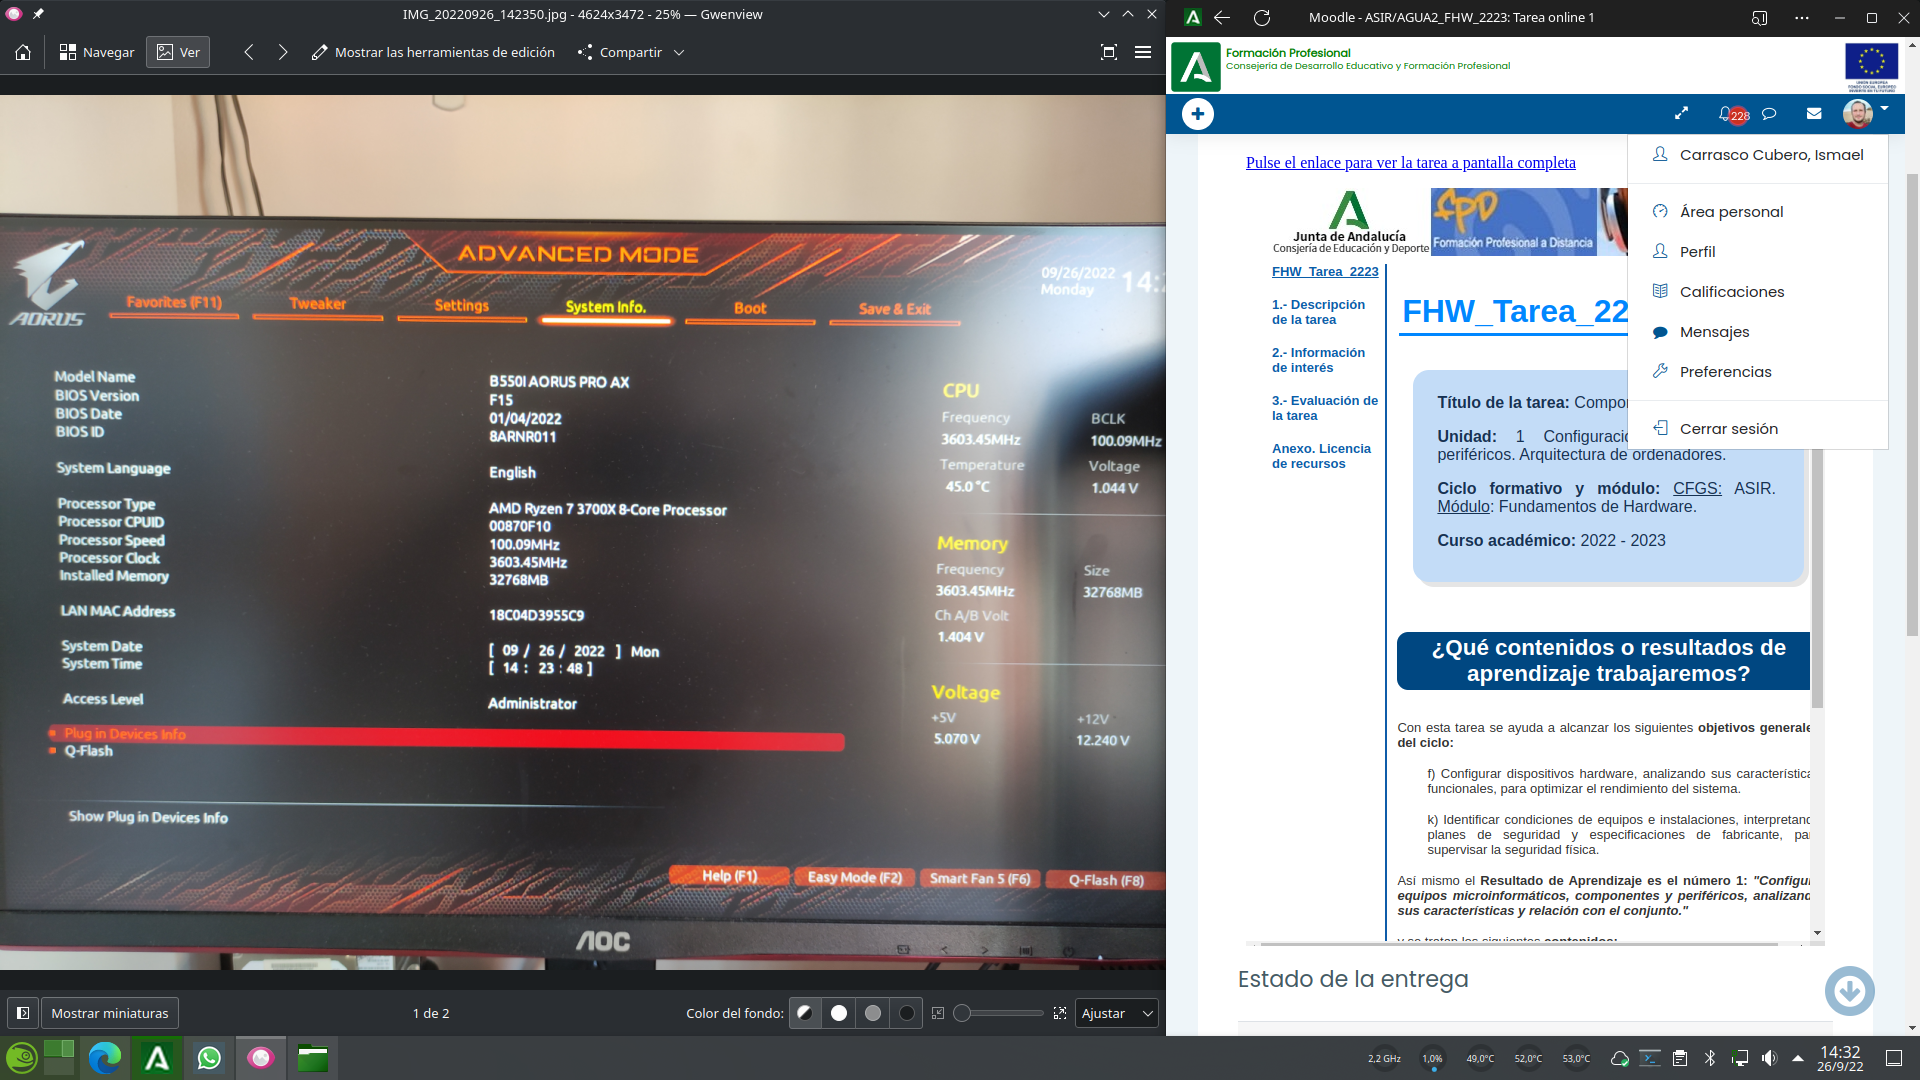 IMG_20220926_142350.jpg - 4624x3472 - 25% — Gwenview
Navegar
Ver
Mostrar las herramientas de edición
Compartir
ADVANCED MODE
09/26/2022
Monday
14:
AORUS
Favorites (F11)
Tweaker
Settings
System Info.
Boot
Save & Exit
Model Name
B550I AORUS PRO AX
BIOS Version
F15
BIOS Date
01/04/2022
BIOS ID
8ARNR011
System Language
English
Processor Type
AMD Ryzen 7 3700X 8-Core Processor
Processor CPUID
00870F10
Processor Speed
100.09MHz
Processor Clock
3603.45MHz
Installed Memory
32768MB
LAN MAC Address
18C04D3955C9
System Date
[ 09 / 26 / 2022 ] Mon
System Time
[ 14 : 23 : 48 ]
Access Level
Administrator
Plug in Devices Info
Q-Flash
Show Plug in Devices Info
CPU
Frequency
BCLK
3603.45MHz
100.09MHz
Temperature
Voltage
45.0 °C
1.044 V
Memory
Frequency
Size
3603.45MHz
32768MB
Ch A/B Volt
1.404 V
Voltage
+5V
+12V
5.070 V
12.240 V
Help (F1)
Easy Mode (F2)
Smart Fan 5 (F6)
Q-Flash (F8)
AOC
Mostrar miniaturas
1 de 2
Color del fondo:
Ajustar
Moodle - ASIR/AGUA2_FHW_2223: Tarea online 1
Formación Profesional
Consejería de Desarrollo Educativo y Formación Profesional
228
Pulse el enlace para ver la tarea a pantalla completa
Carrasco Cubero, Ismael
Área personal
Perfil
Calificaciones
Mensajes
Preferencias
Cerrar sesión
Junta de Andalucía
Consjería de Educación y Deporte
fpD
Formación Profesional a Distancia
FHW_Tarea_2223
1.- Descripción
de la tarea
2.- Información
de interés
3.- Evaluación de
la tarea
Anexo. Licencia
de recursos
FHW_Tarea_22
Título de la tarea: Compo
Unidad: 1 Configuraci
periféricos. Arquitectura de ordenadores.
Ciclo formativo y módulo: CFGS: ASIR.
Módulo: Fundamentos de Hardware.
Curso académico: 2022 - 2023
¿Qué contenidos o resultados de
aprendizaje trabajaremos?
Con esta tarea se ayuda a alcanzar los siguientes objetivos generale
del ciclo:
f) Configurar dispositivos hardware, analizando sus característica
funcionales, para optimizar el rendimiento del sistema.
k) Identificar condiciones de equipos e instalaciones, interpretand
planes de seguridad y especificaciones de fabricante, pa
supervisar la seguridad física.
Así mismo el Resultado de Aprendizaje es el número 1: "Configu
equipos microinformáticos, componentes y periféricos, analizand
sus características y relación con el conjunto."
y se tratan los siguientes contenidos:
Estado de la entrega
2,2 GHz
1,0%
49,0°C
52,0°C
53,0°C
14:32
26/9/22